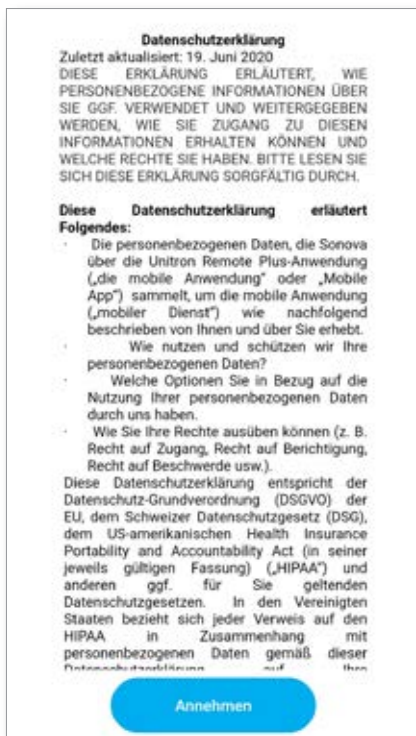 Datenschutzerklärung
Zuletzt aktualisiert: 19. Juni 2020
DIESE ERKLÄRUNG ERLÄUTERT, WIE
PERSONENBEZOGENE INFORMATIONEN ÜBER
SIE GGF. VERWENDET UND WEITERGEGEBEN
WERDEN, WIE SIE ZUGANG ZU DIESEN
INFORMATIONEN ERHALTEN KÖNNEN UND
WELCHE RECHTE SIE HABEN. BITTE LESEN SIE
SICH DIESE ERKLÄRUNG SORGFÄLTIG DURCH.
Diese Datenschutzerklärung erläutert
Folgendes:
· Die personenbezogenen Daten, die Sonova
über die Unitron Remote Plus-Anwendung
(„die mobile Anwendung“ oder „Mobile
App“) sammelt, um die mobile Anwendung
(„mobiler Dienst“) wie nachfolgend
beschrieben von Ihnen und über Sie erhebt.
· Wie nutzen und schützen wir Ihre
personenbezogenen Daten?
· Welche Optionen Sie in Bezug auf die
Nutzung Ihrer personenbezogenen Daten
durch uns haben.
· Wie Sie Ihre Rechte ausüben können (z. B.
Recht auf Zugang, Recht auf Berichtigung,
Recht auf Beschwerde usw.).
Diese Datenschutzerklärung entspricht der
Datenschutz-Grundverordnung (DSGVO) der
EU, dem Schweizer Datenschutzgesetz (DSG),
dem US-amerikanischen Health Insurance
Portability and Accountability Act (in seiner
jeweils gültigen Fassung) („HIPAA“) und
anderen ggf. für Sie geltenden
Datenschutzgesetzen. In den Vereinigten
Staaten bezieht sich jeder Verweis auf den
HIPAA in Zusammenhang mit
personenbezogenen Daten gemäß dieser
Datenschutzerklärung auf Ihre
Annehmen